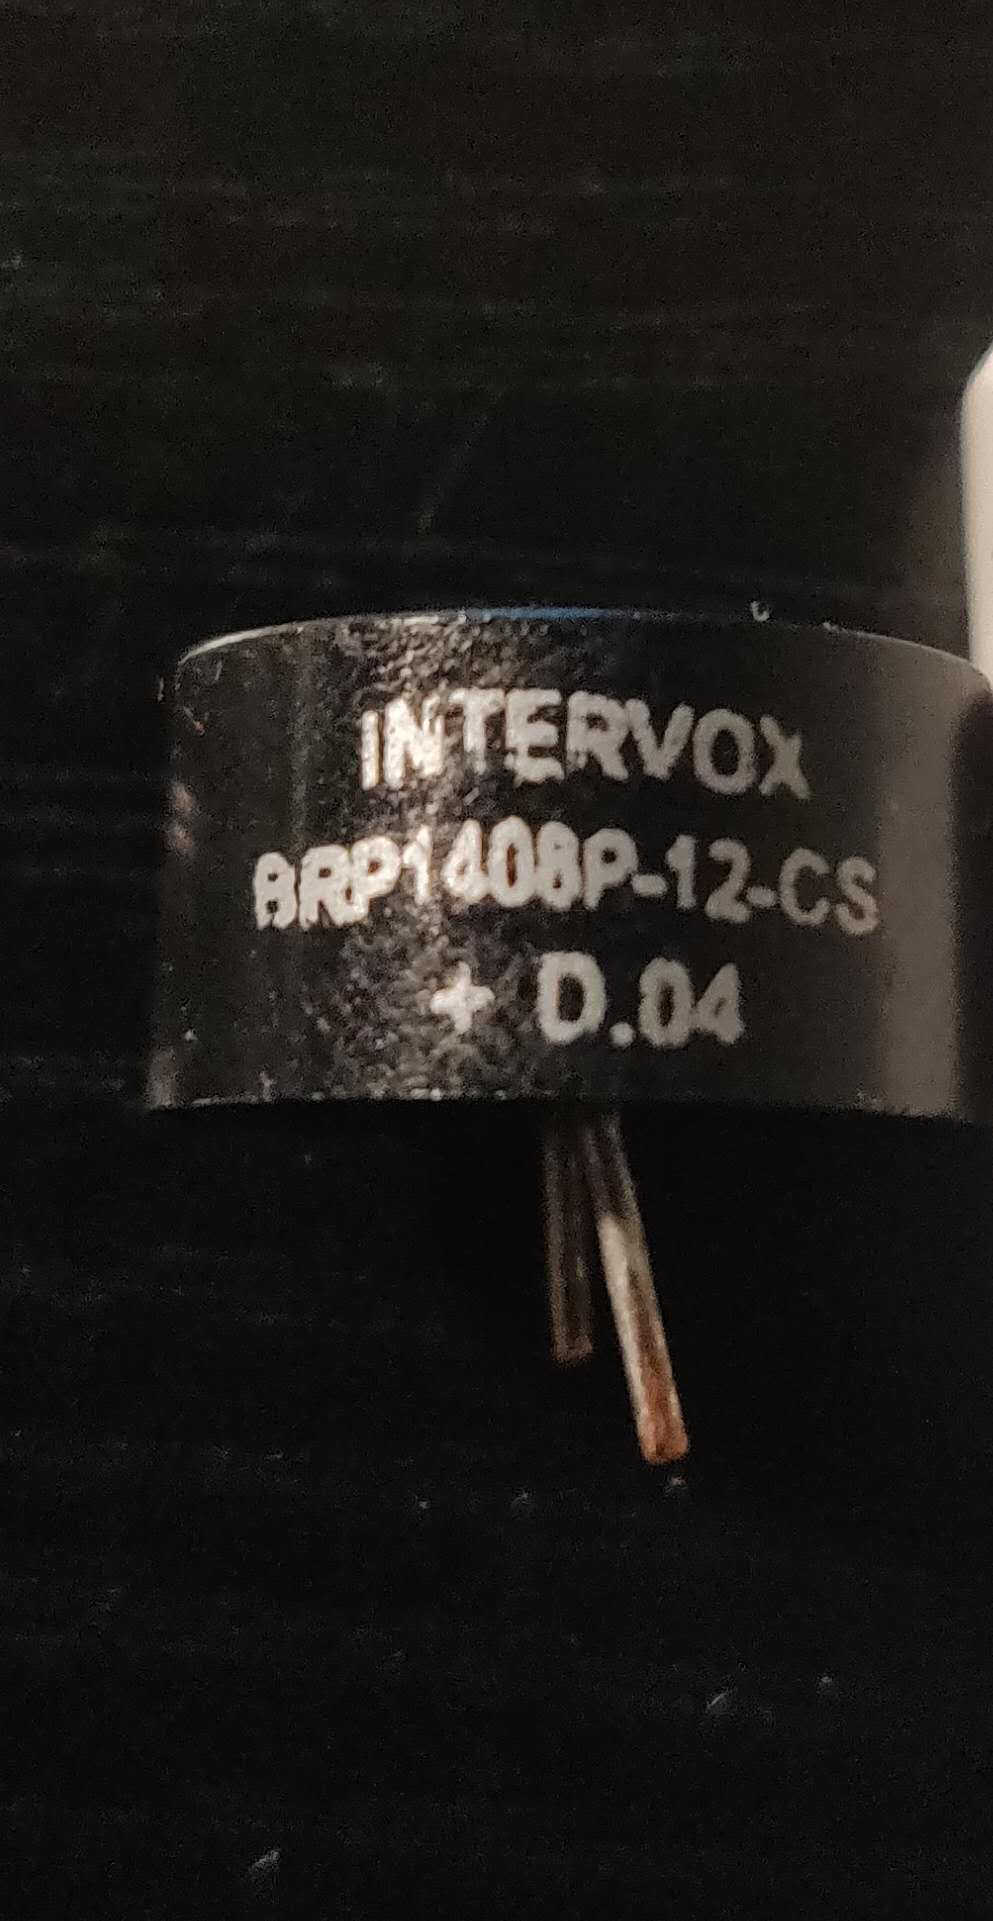 INTERVOX
BRP1408P-12-CS
+ D.04